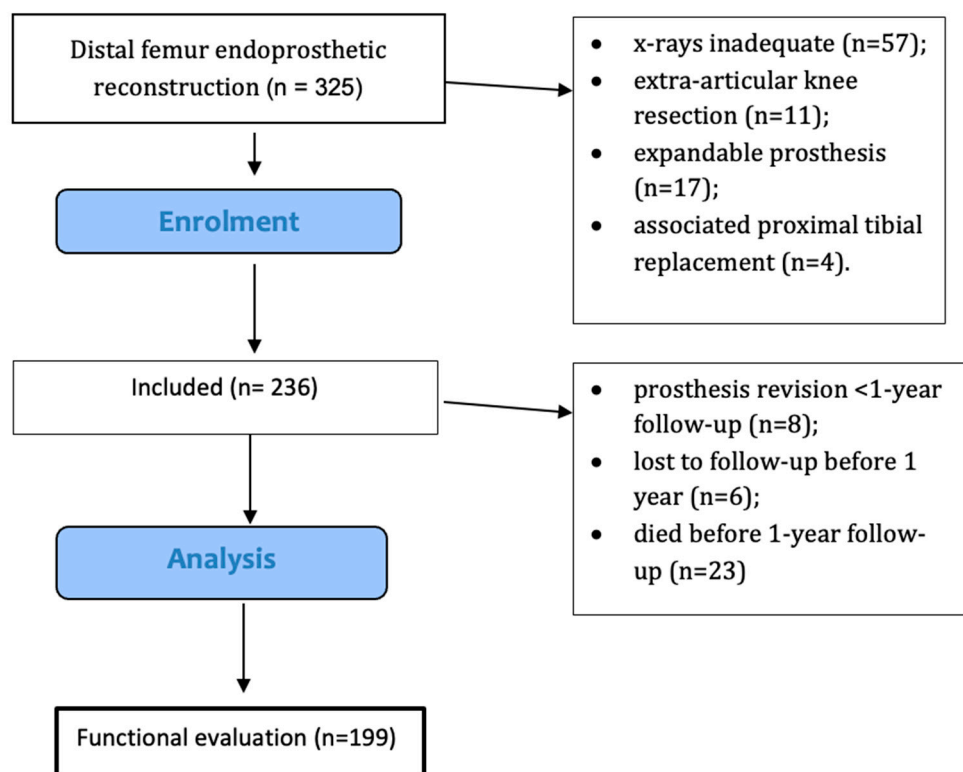 Distal femur endoprosthetic
reconstruction (n = 325)
• x-rays inadequate (n=57);
• extra-articular knee
resection (n=11);
• expandable prosthesis
(n=17);
• associated proximal tibial
replacement (n=4).
Enrolment
Included (n= 236)
• prosthesis revision <1-year
follow-up (n=8);
• lost to follow-up before 1
year (n=6);
• died before 1-year follow-
up (n=23)
Analysis
Functional evaluation (n=199)